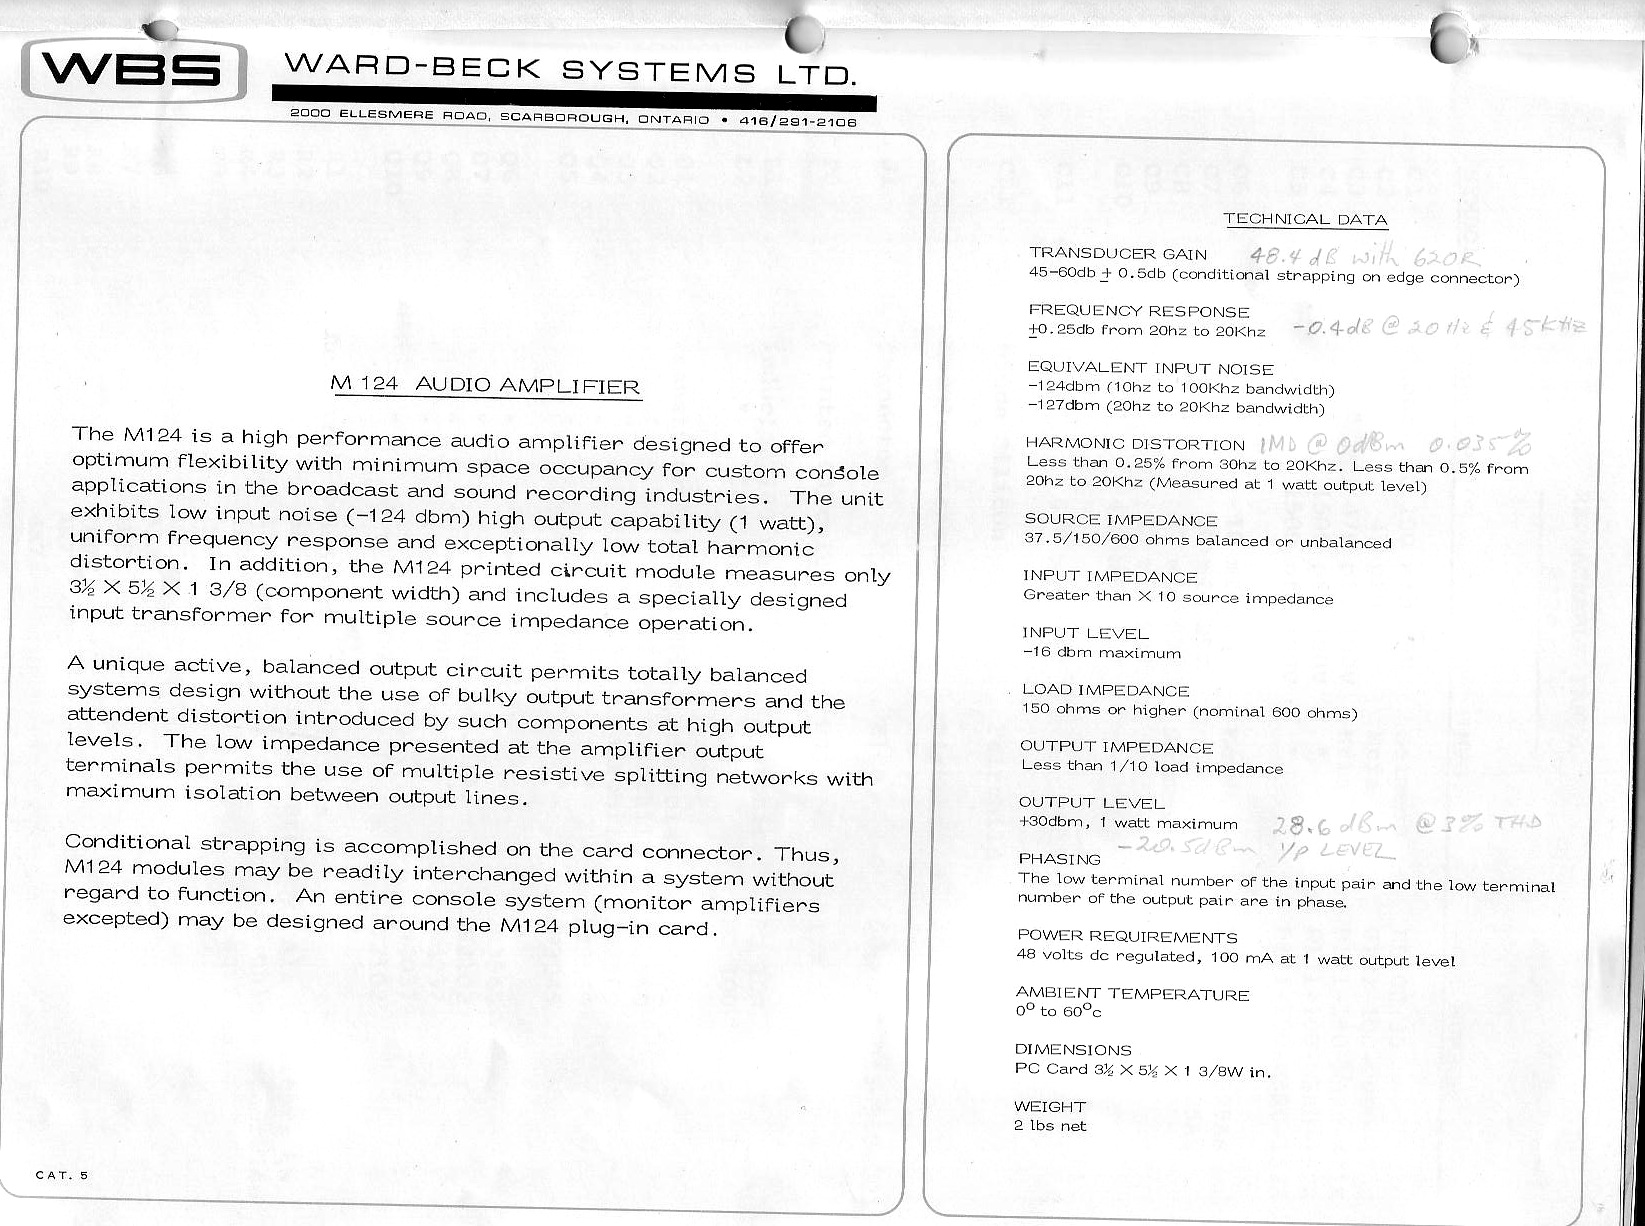 WBS
WARD-BECK SYSTEMS LTD.
2000 ELLESMERE ROAD, SCARBOROUGH, ONTARIO • 416/291-2106
M 124 AUDIO AMPLIFIER
The M124 is a high performance audio amplifier designed to offer
optimum flexibility with minimum space occupancy for custom console
applications in the broadcast and sound recording industries. The unit
exhibits low input noise (-124 dbm) high output capability (1 watt),
uniform frequency response and exceptionally low total harmonic
distortion. In addition, the M124 printed circuit module measures only
3½ X 5½ X 1 3/8 (component width) and includes a specially designed
input transformer for multiple source impedance operation.
A unique active, balanced output circuit permits totally balanced
systems design without the use of bulky output transformers and the
attendent distortion introduced by such components at high output
levels. The low impedance presented at the amplifier output
terminals permits the use of multiple resistive splitting networks with
maximum isolation between output lines.
Conditional strapping is accomplished on the card connector. Thus,
M124 modules may be readily interchanged within a system without
regard to function. An entire console system (monitor amplifiers
excepted) may be designed around the M124 plug-in card.
CAT. 5
TECHNICAL DATA
TRANSDUCER GAIN 48.4 dB with 620R
45-60db ± 0.5db (conditional strapping on edge connector)
FREQUENCY RESPONSE
±0.25db from 20hz to 20Khz -0.4dB @ 20 Hz & 45KHz
EQUIVALENT INPUT NOISE
-124dbm (10hz to 100Khz bandwidth)
-127dbm (20hz to 20Khz bandwidth)
HARMONIC DISTORTION IMD @ 0dBm 0.035%
Less than 0.25% from 30hz to 20Khz. Less than 0.5% from
20hz to 20Khz (Measured at 1 watt output level)
SOURCE IMPEDANCE
37.5/150/600 ohms balanced or unbalanced
INPUT IMPEDANCE
Greater than X 10 source impedance
INPUT LEVEL
-16 dbm maximum
LOAD IMPEDANCE
150 ohms or higher (nominal 600 ohms)
OUTPUT IMPEDANCE
Less than 1/10 load impedance
OUTPUT LEVEL
+30dbm, 1 watt maximum 28.6 dBm @ 3% THD
-20.5dBm I/P LEVEL
PHASING
The low terminal number of the input pair and the low terminal
number of the output pair are in phase.
POWER REQUIREMENTS
48 volts dc regulated, 100 mA at 1 watt output level
AMBIENT TEMPERATURE
0° to 60°c
DIMENSIONS
PC Card 3½ X 5½ X 1 3/8W in.
WEIGHT
2 lbs net